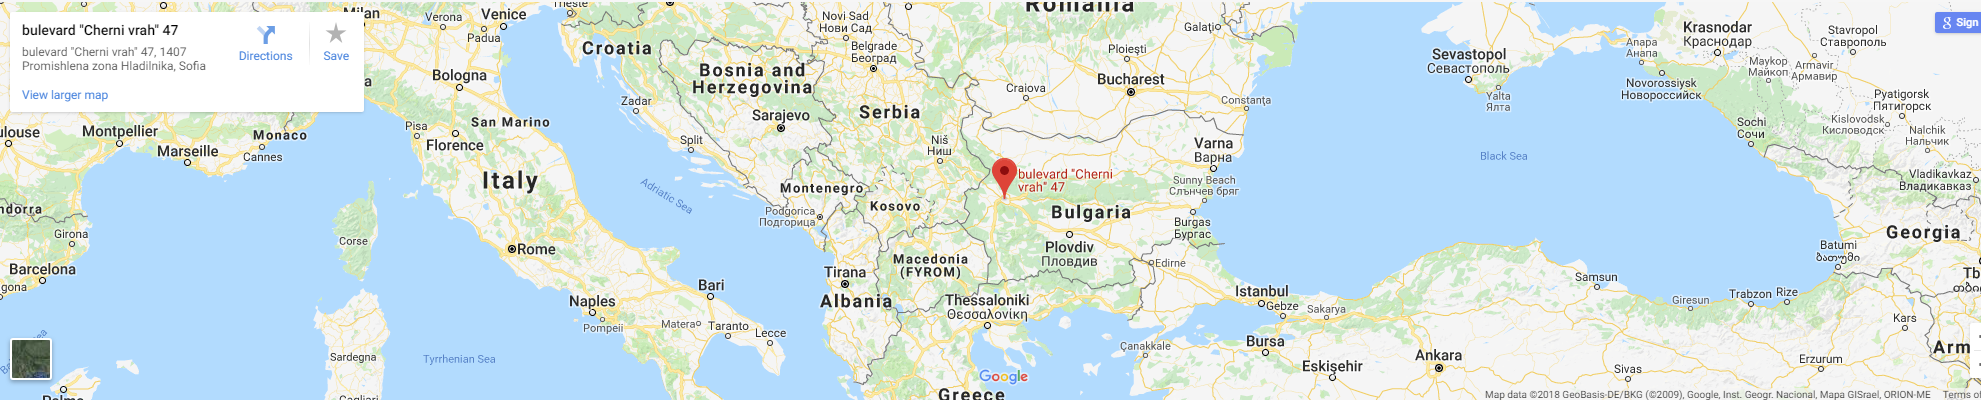 bulevard "Cherni vrah" 47
bulevard "Cherni vrah" 47, 1407
Promishlena zona Hladilnika, Sofia
Directions
Save
View larger map
Sign
Milan
Verona
Venice
Padua
Trieste
Croatia
Novi Sad
Нови Сад
Romania
Belgrade
Београд
Ploiești
Galați
Bologna
Bosnia and
Herzegovina
Craiova
Bucharest
Constanța
Sevastopol
Севастополь
Yalta
Ялта
Krasnodar
Краснодар
Anapa
Анапа
Novorossiysk
Новороссийск
Stavropol
Ставрополь
Maykop
Майкоп
Armavir
Армавир
Pyatigorsk
Пятигорск
Kislovodsk
Кисловодск
Nalchik
Нальчик
Sochi
Сочи
Vladikavkaz
Владикавказ
Zadar
Sarajevo
Serbia
Split
Niš
Ниш
Montpellier
Marseille
Monaco
Cannes
Pisa
San Marino
Florence
Italy
Adriatic Sea
Montenegro
Podgorica
Подгорица
Kosovo
bulevard "Cherni
vrah" 47
Bulgaria
Varna
Варна
Sunny Beach
Слънчев бряг
Burgas
Бургас
Black Sea
Plovdiv
Пловдив
Edirne
Girona
Barcelona
Corse
Rome
Macedonia
(FYROM)
Tirana
Albania
Thessaloniki
Θεσσαλονίκη
Georgia
Batumi
ბათუმი
Naples
Pompeii
Bari
Matera
Taranto
Lecce
Istanbul
Gebze
Sakarya
Samsun
Giresun
Trabzon
Rize
Kars
Sardegna
Tyrrhenian Sea
Cagliari
Çanakkale
Bursa
Eskişehir
Ankara
Sivas
Erzurum
Greece
Google
Map data ©2018 GeoBasis-DE/BKG (©2009), Google, Inst. Geogr. Nacional, Mapa GISrael, ORION-ME
Terms of